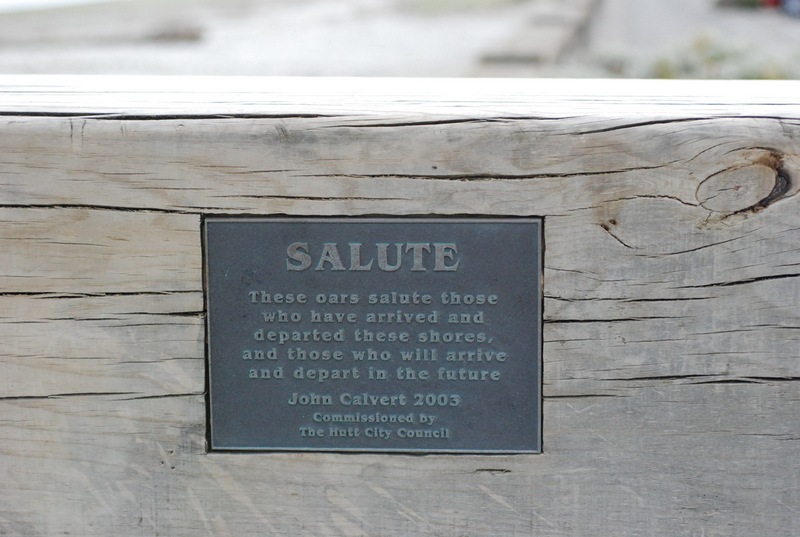 SALUTE
These oars salute those
who have arrived and
departed these shores,
and those who will arrive
and depart in the future
John Calvert 2003
Commissioned by
The Hutt City Council